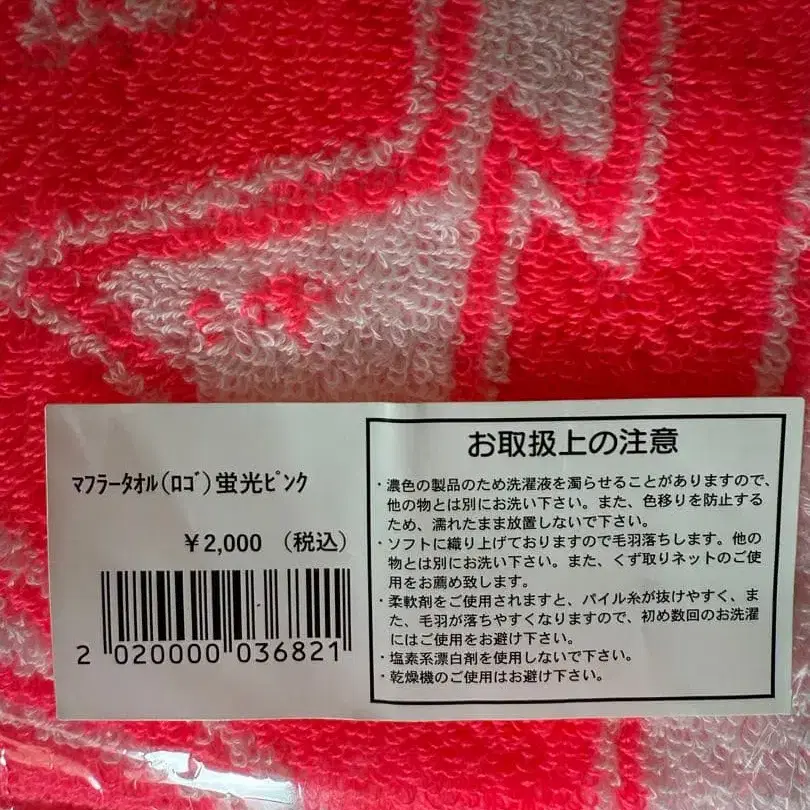 ﾏﾌﾗｰﾀｵﾙ(ﾛｺﾞ)蛍光ﾋﾟﾝｸ
¥2,000 (税込)
2 020000 036821
お取扱上の注意
・濃色の製品のため洗濯液を濁らせることがありますので、
他の物とは別にお洗い下さい。また、色移りを防止する
ため、濡れたまま放置しないで下さい。
・ソフトに織り上げておりますので毛羽落ちします。他の
物とは別にお洗い下さい。また、くず取りネットのご使
用をお薦め致します。
・柔軟剤をご使用されますと、パイル糸が抜けやすく、ま
た、毛羽が落ちやすくなりますので、初め数回のお洗濯
にはご使用をお避け下さい。
・塩素系漂白剤を使用しないで下さい。
・乾燥機のご使用はお避け下さい。